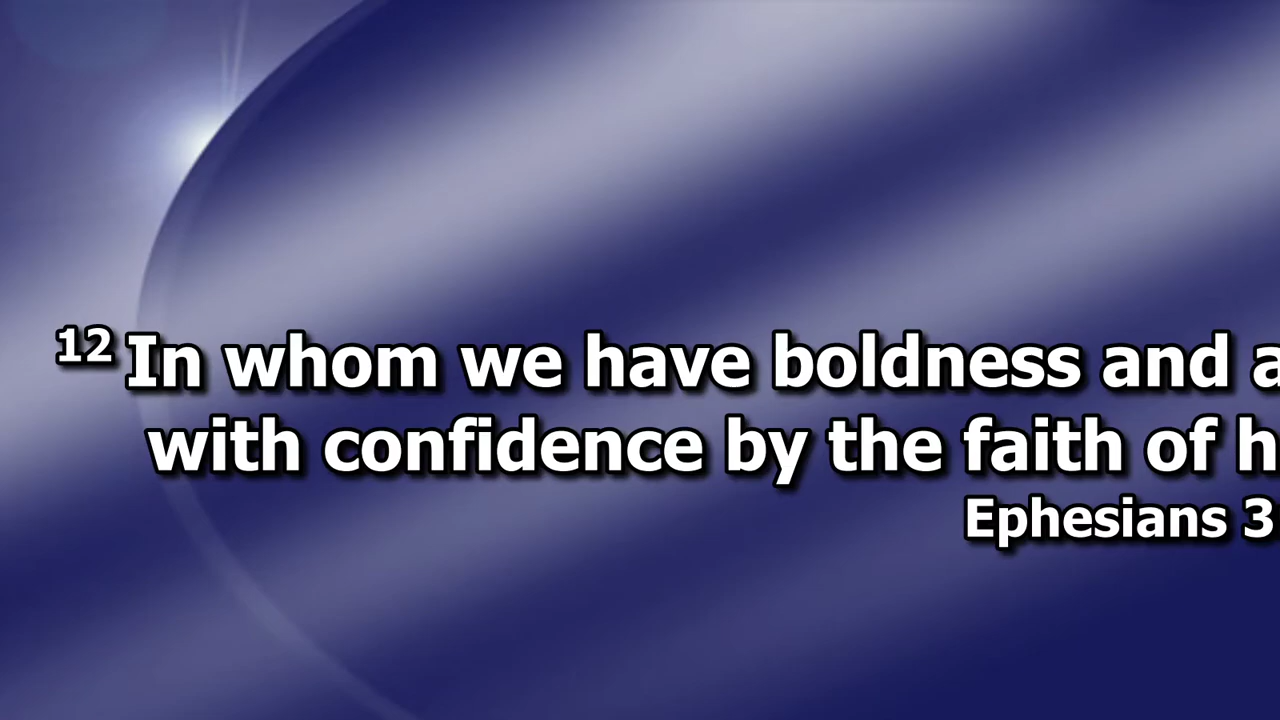 12 In whom we have boldness and a
with confidence by the faith of h
Ephesians 3